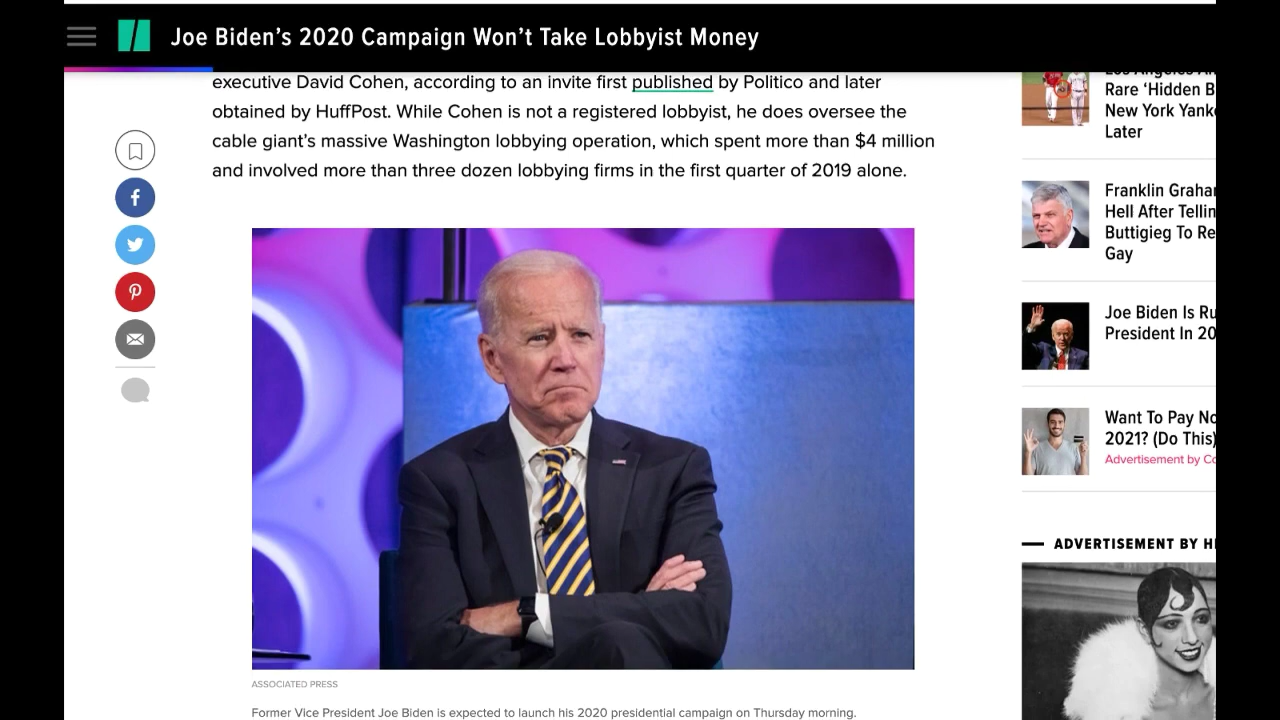 Joe Biden’s 2020 Campaign Won’t Take Lobbyist Money
executive David Cohen, according to an invite first published by Politico and later
obtained by HuffPost. While Cohen is not a registered lobbyist, he does oversee the
cable giant’s massive Washington lobbying operation, which spent more than $4 million
and involved more than three dozen lobbying firms in the first quarter of 2019 alone.
ASSOCIATED PRESS
Former Vice President Joe Biden is expected to launch his 2020 presidential campaign on Thursday morning.
Los Angeles
Rare ‘Hidden B
New York Yank
Later
Franklin Graha
Hell After Tellin
Buttigieg To Re
Gay
Joe Biden Is Ru
President In 20
Want To Pay No
2021? (Do This)
Advertisement by Co
ADVERTISEMENT BY H